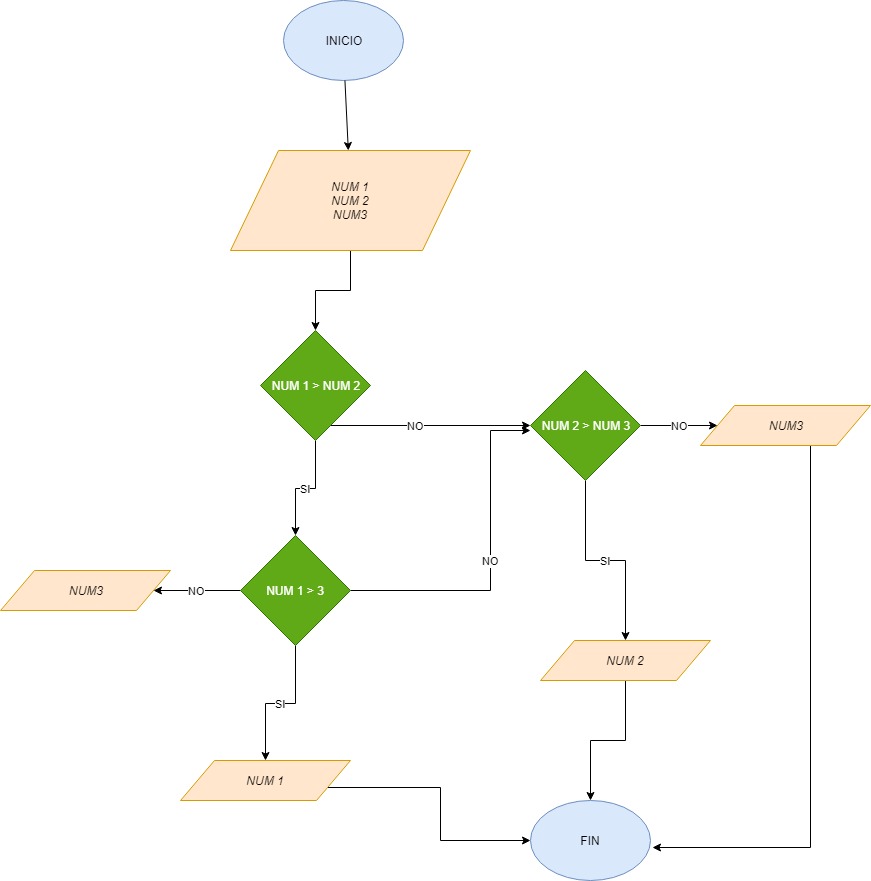 INICIO
NUM 1
NUM 2
NUM3
NUM 1 > NUM 2
NO
NUM 2 > NUM 3
NO
NUM3
SI
NO
SI
NUM3
NO
NUM 1 > 3
NUM 2
SI
NUM 1
FIN